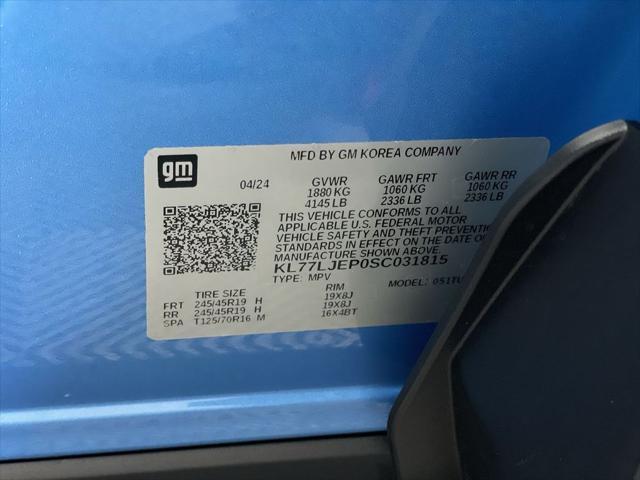 gm
MFD BY GM KOREA COMPANY
04/24 GVWR GAWR FRT GAWR RR
1880 KG 1060 KG 1060 KG
4145 LB 2336 LB 2336 LB
THIS VEHICLE CONFORMS TO ALL
APPLICABLE U.S. FEDERAL MOTOR
VEHICLE SAFETY AND THEFT PREVENTION
STANDARDS IN EFFECT ON THE DATE OF
MANUFACTURE SHOWN ABOVE.
KL77LJEP0SC031815
TYPE: MPV MODEL: 051TU
TIRE SIZE RIM
FRT 245/45R19 H 19X8J
RR 245/45R19 H 19X8J
SPA T125/70R16 M 16X4BT